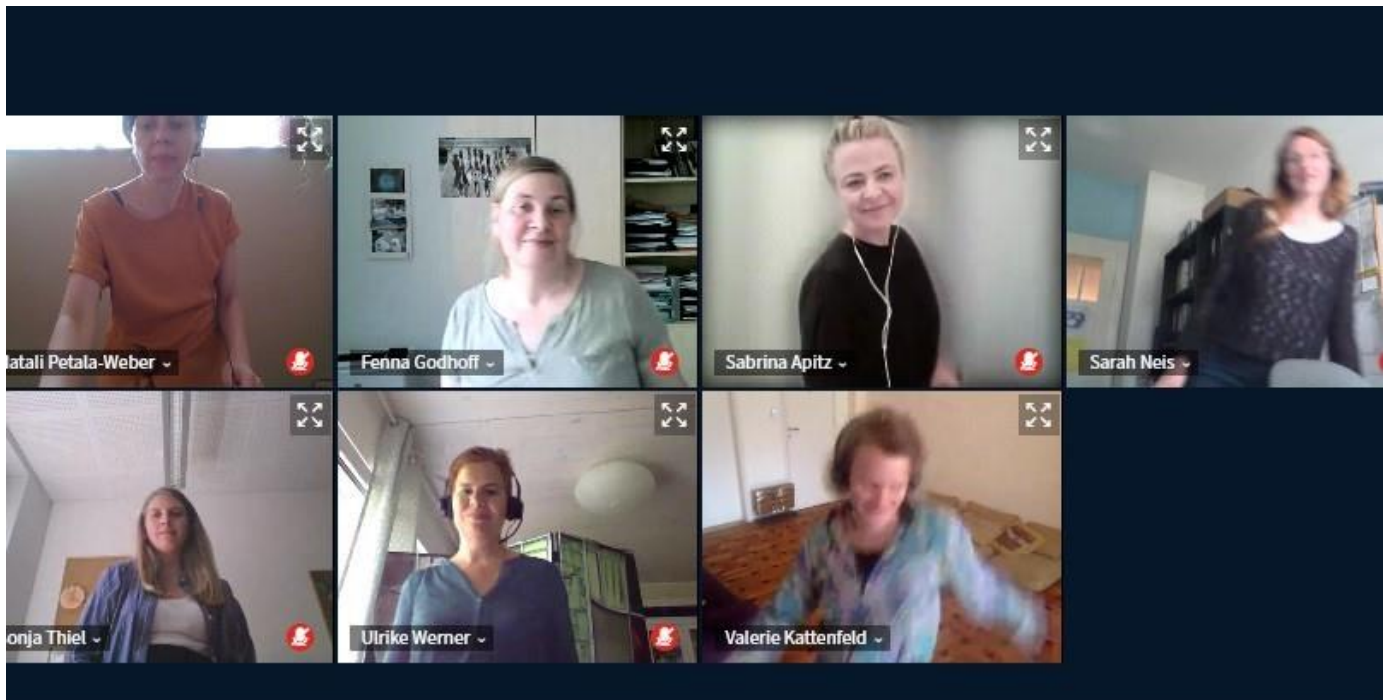 atali Petala-Weber
Fenna Godhoff
Sabrina Apitz
Sarah Neis
onja Thiel
Ulrike Werner
Valerie Kattenfeld